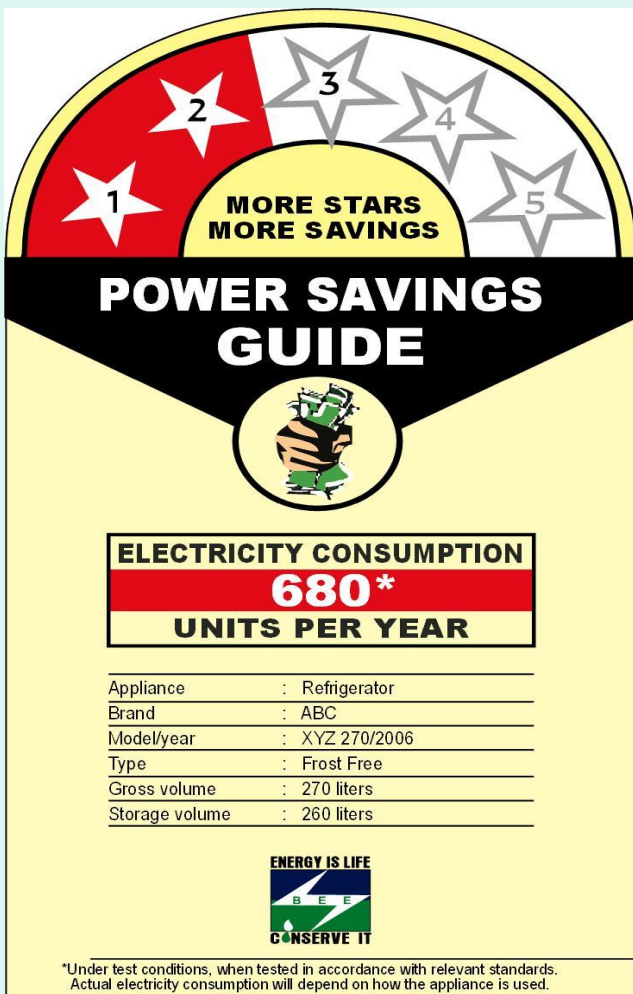 1
2
3
4
5
MORE STARS
MORE SAVINGS
POWER SAVINGS
GUIDE
ELECTRICITY CONSUMPTION
680*
UNITS PER YEAR
Appliance : Refrigerator
Brand : ABC
Model/year : XYZ 270/2006
Type : Frost Free
Gross volume : 270 liters
Storage volume : 260 liters
ENERGY IS LIFE
BEE
CONSERVE IT
*Under test conditions, when tested in accordance with relevant standards.
Actual electricity consumption will depend on how the appliance is used.